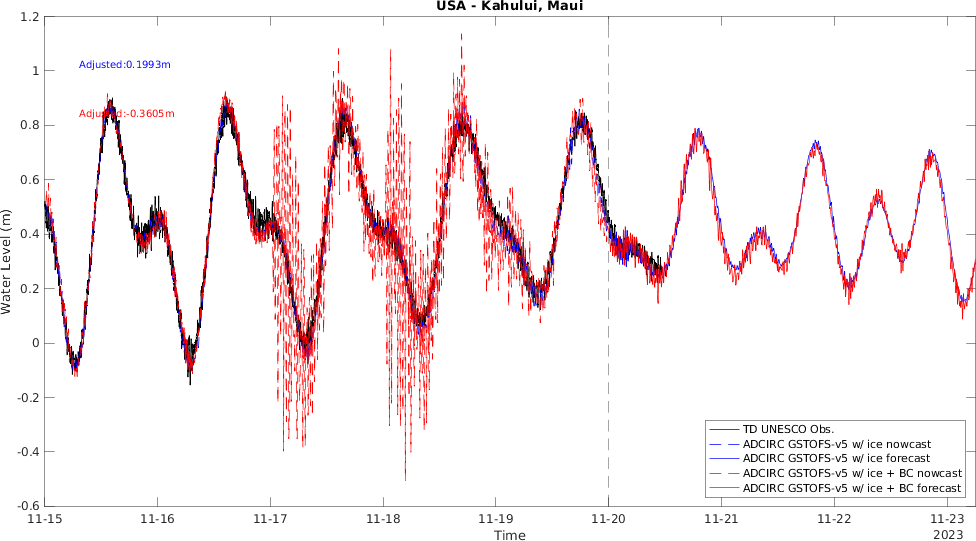 USA - Kahului, Maui
1.2
1
0.8
0.6
0.4
0.2
0
-0.2
-0.4
-0.6
Water Level (m)
Adjusted:0.1993m
Adjusted:-0.3605m
TD UNESCO Obs.
ADCIRC GSTOFS-v5 w/ ice nowcast
ADCIRC GSTOFS-v5 w/ ice forecast
ADCIRC GSTOFS-v5 w/ ice + BC nowcast
ADCIRC GSTOFS-v5 w/ ice + BC forecast
11-15 11-16 11-17 11-18 11-19 11-20 11-21 11-22 11-23
Time
2023